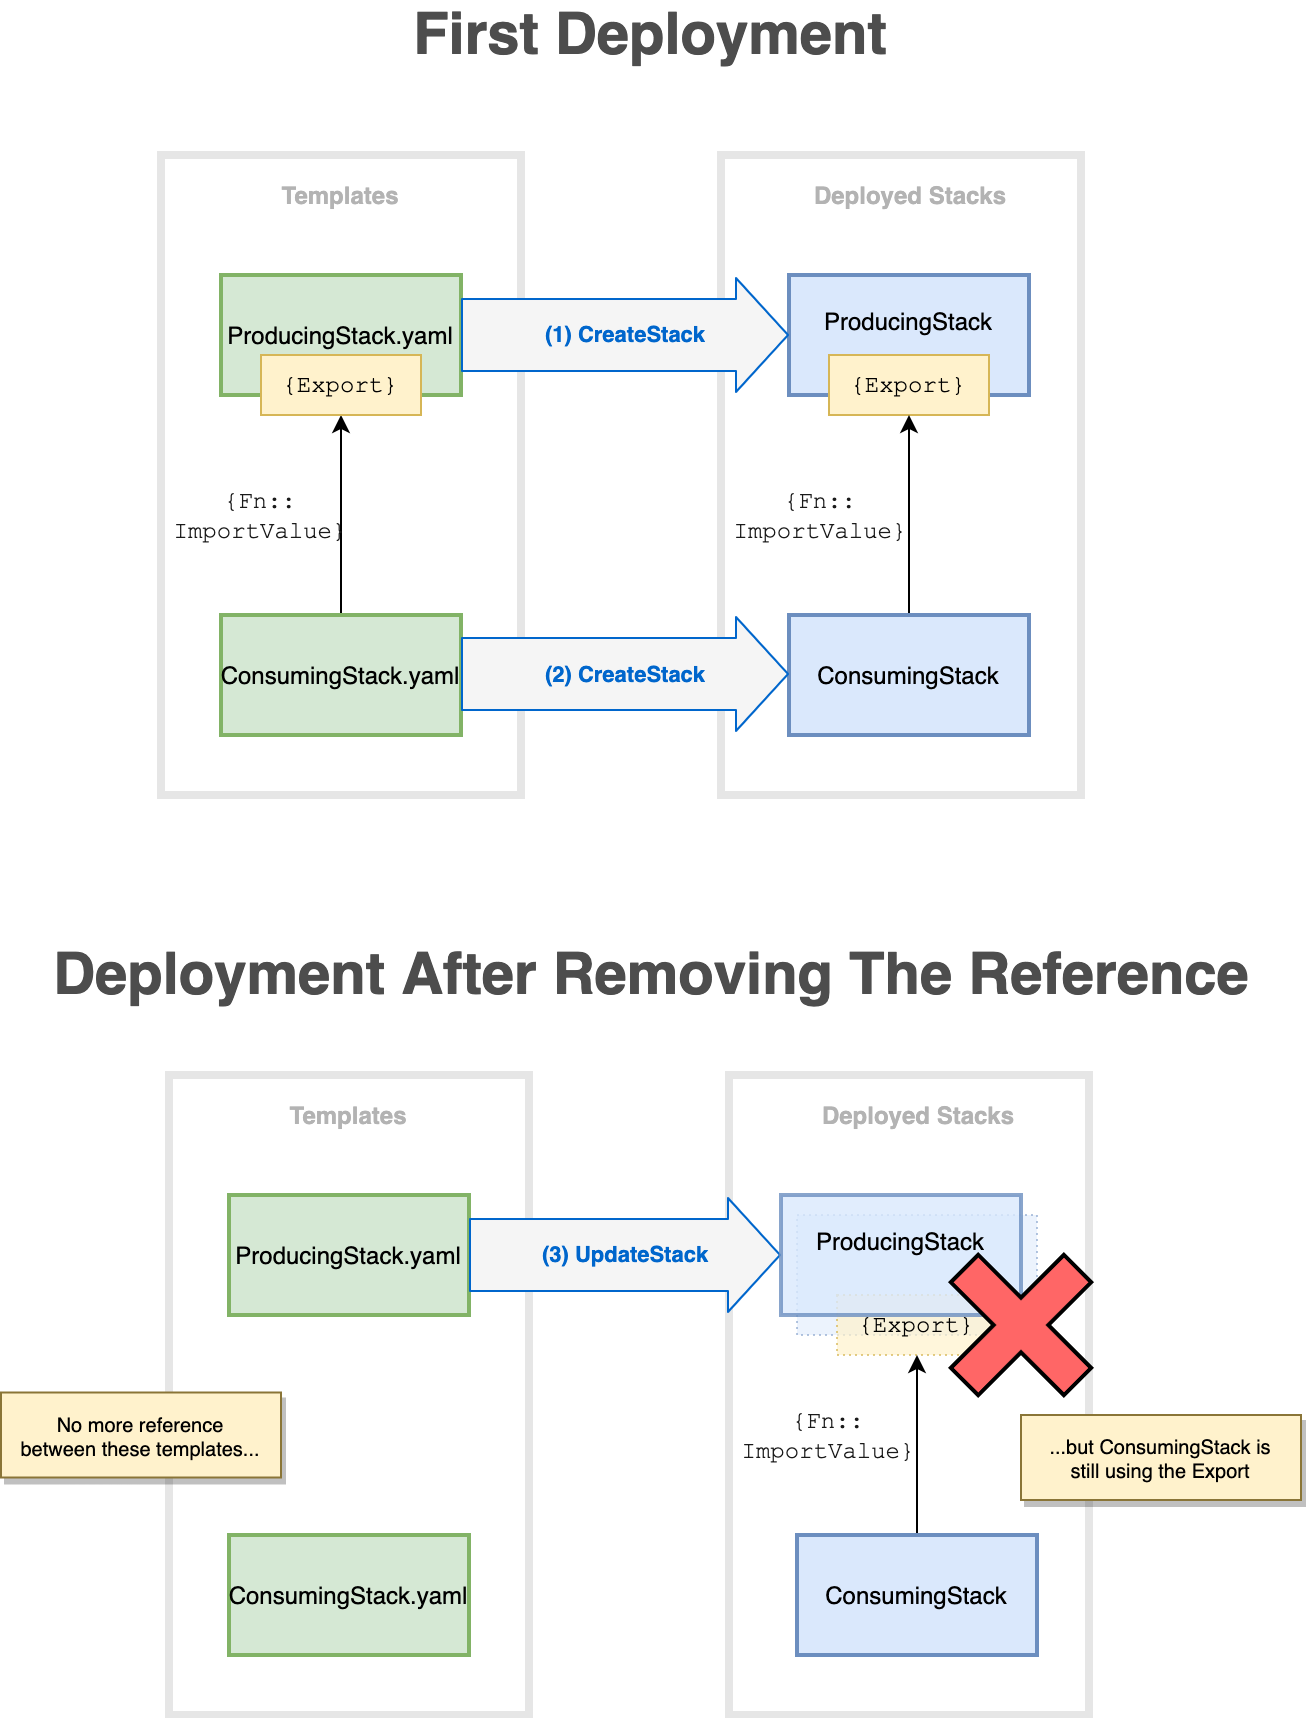 First Deployment
Templates
Deployed Stacks
ProducingStack.yaml
{Export}
(1) CreateStack
ProducingStack
{Export}
{Fn::
ImportValue}
{Fn::
ImportValue}
ConsumingStack.yaml
(2) CreateStack
ConsumingStack
Deployment After Removing The Reference
Templates
Deployed Stacks
ProducingStack.yaml
(3) UpdateStack
ProducingStack
{Export}
No more reference
between these templates...
{Fn::
ImportValue}
...but ConsumingStack is
still using the Export
ConsumingStack.yaml
ConsumingStack